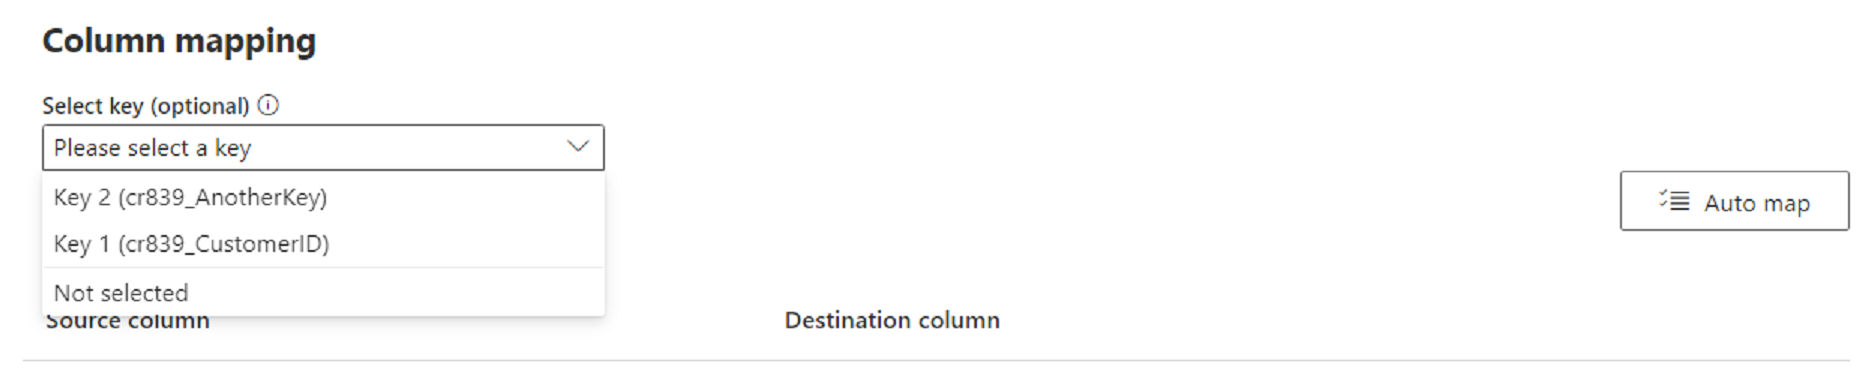 Column mapping
Select key (optional)
Please select a key
Key 2 (cr839_AnotherKey)
Key 1 (cr839_CustomerID)
Auto map
Not selected
Source column
Destination column